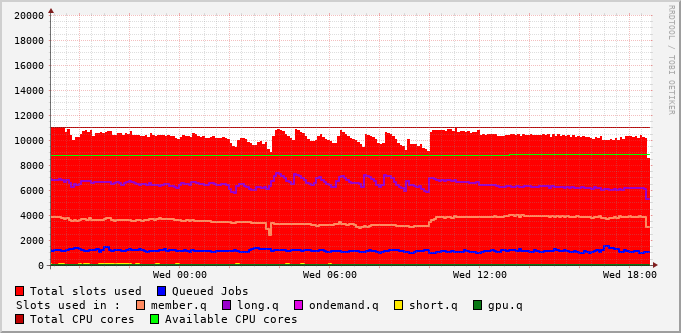 RRDTOOL / TOBI OETIKER
20000
18000
16000
14000
12000
10000
8000
6000
4000
2000
0
Wed 00:00 Wed 06:00 Wed 12:00 Wed 18:00
Total slots used Queued Jobs
Slots used in : member.q long.q ondemand.q short.q gpu.q
Total CPU cores Available CPU cores